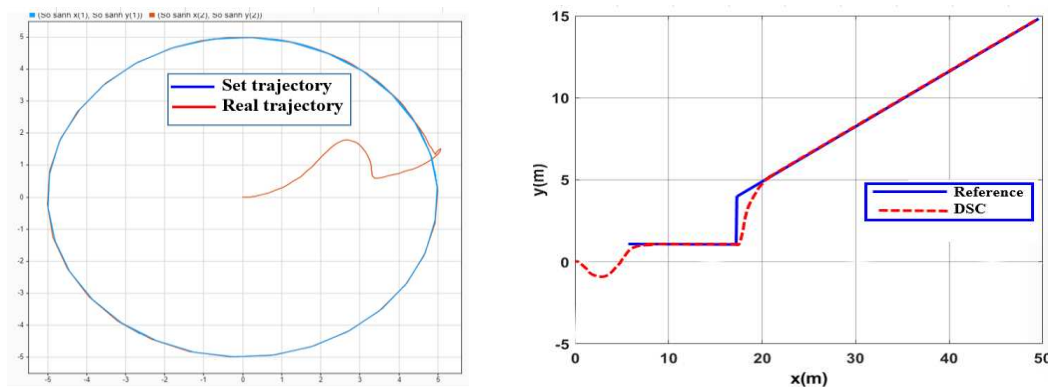 (So sanh x(1), So sanh y(1)) (So sanh x(2), So sanh y(2))
5
4
3
2
1
0
-1
-2
-3
-4
-5
-5 -4 -3 -2 -1 0 1 2 3 4 5
Set trajectory
Real trajectory
15
10
5
0
-5
y(m)
0 10 20 30 40 50
x(m)
Reference
DSC